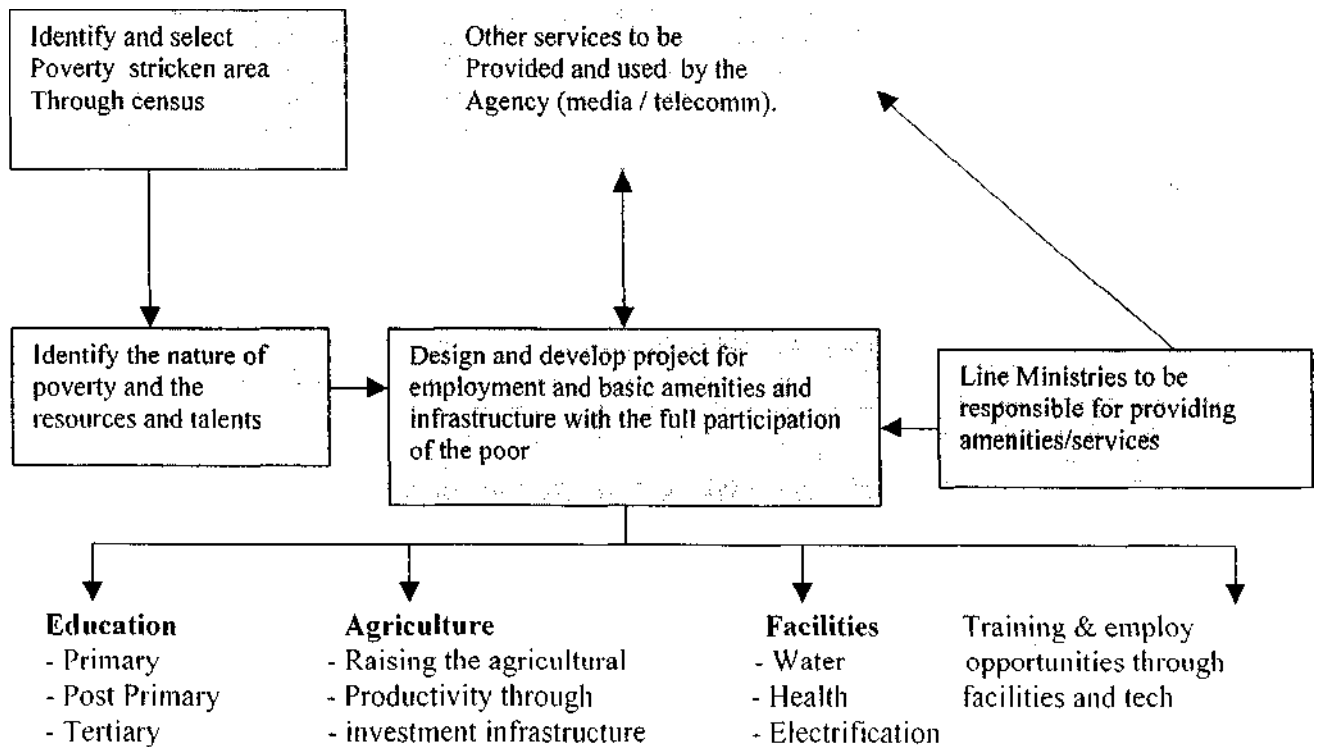 Identify and select
Poverty stricken area
Through census
Other services to be
Provided and used by the
Agency (media / telecomm).
Identify the nature of
poverty and the
resources and talents
Design and develop project for
employment and basic amenities and
infrastructure with the full participation
of the poor
Line Ministries to be
responsible for providing
amenities/services
Education
- Primary
- Post Primary
- Tertiary
Agriculture
- Raising the agricultural
- Productivity through
- investment infrastructure
Facilities
- Water
- Health
- Electrification
Training & employ
opportunities through
facilities and tech